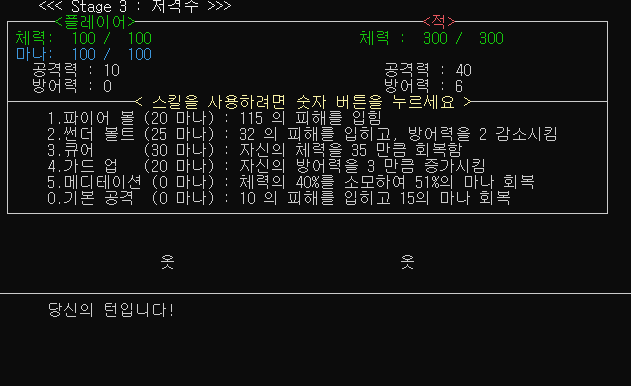 <<< Stage 3 : 저격수 >>>
<플레이어> <적>
체력: 100 / 100 체력 : 300 / 300
마나: 100 / 100
공격력 : 10 공격력 : 40
방어력 : 0 방어력 : 6
< 스킬을 사용하려면 숫자 버튼을 누르세요 >
1.파이어 볼 (20 마나) : 115 의 피해를 입힘
2.썬더 볼트 (25 마나) : 32 의 피해를 입히고, 방어력을 2 감소시킴
3.큐어 (30 마나) : 자신의 체력을 35 만큼 회복함
4.가드 업 (20 마나) : 자신의 방어력을 3 만큼 증가시킴
5.메디테이션 (0 마나) : 체력의 40%를 소모하여 51%의 마나 회복
0.기본 공격 (0 마나) : 10 의 피해를 입히고 15의 마나 회복
옷 옷
당신의 턴입니다!